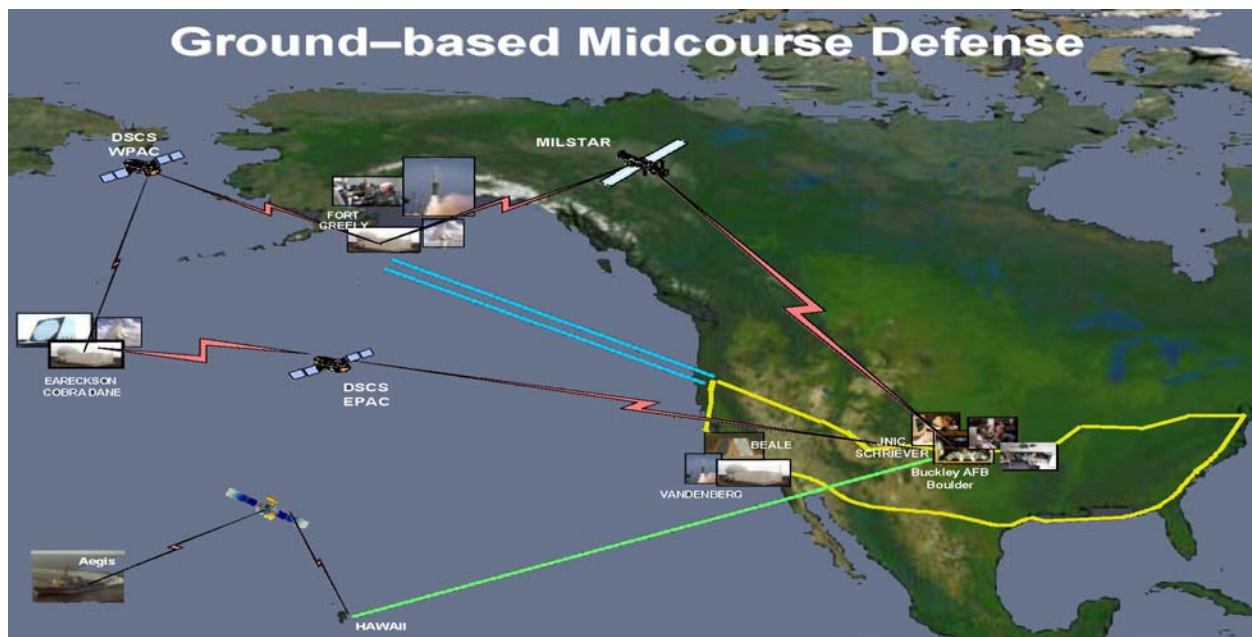 Ground–based Midcourse Defense
DSCS
WPAC
MILSTAR
FORT
GREELY
EARECKSON
COBRA DANE
DSCS
EPAC
BEALE
VANDENBERG
JNIC
SCHRIEVER
Buckley AFB
Boulder
Aegis
HAWAII